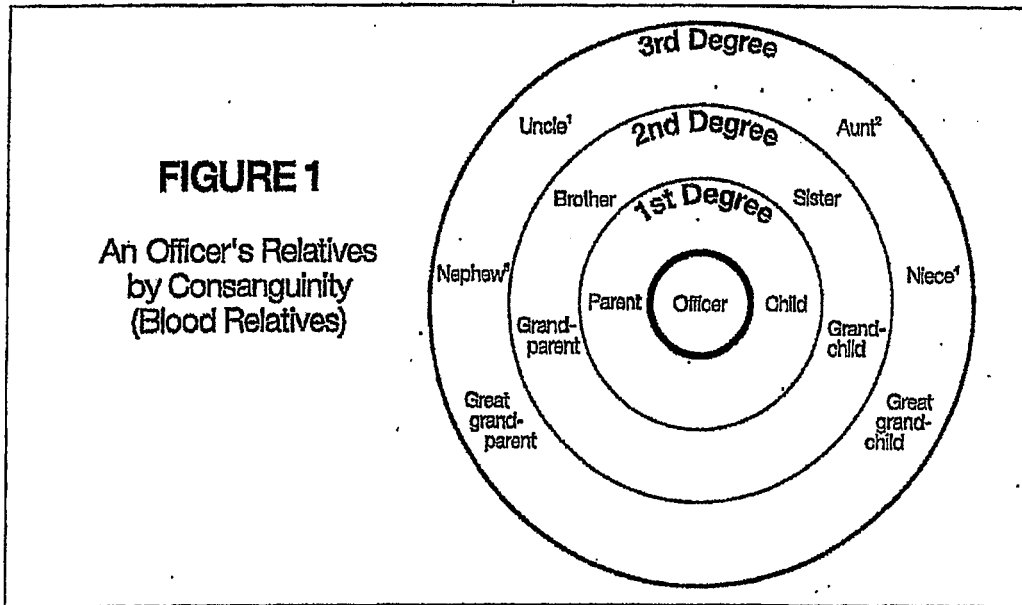 FIGURE 1
An Officer's Relatives
by Consanguinity
(Blood Relatives)
3rd Degree
Uncle¹
Aunt²
2nd Degree
Brother
Sister
1st Degree
Nephew³
Niece⁴
Parent
Officer
Child
Grand-
parent
Grand-
child
Great
grand-
parent
Great
grand-
child